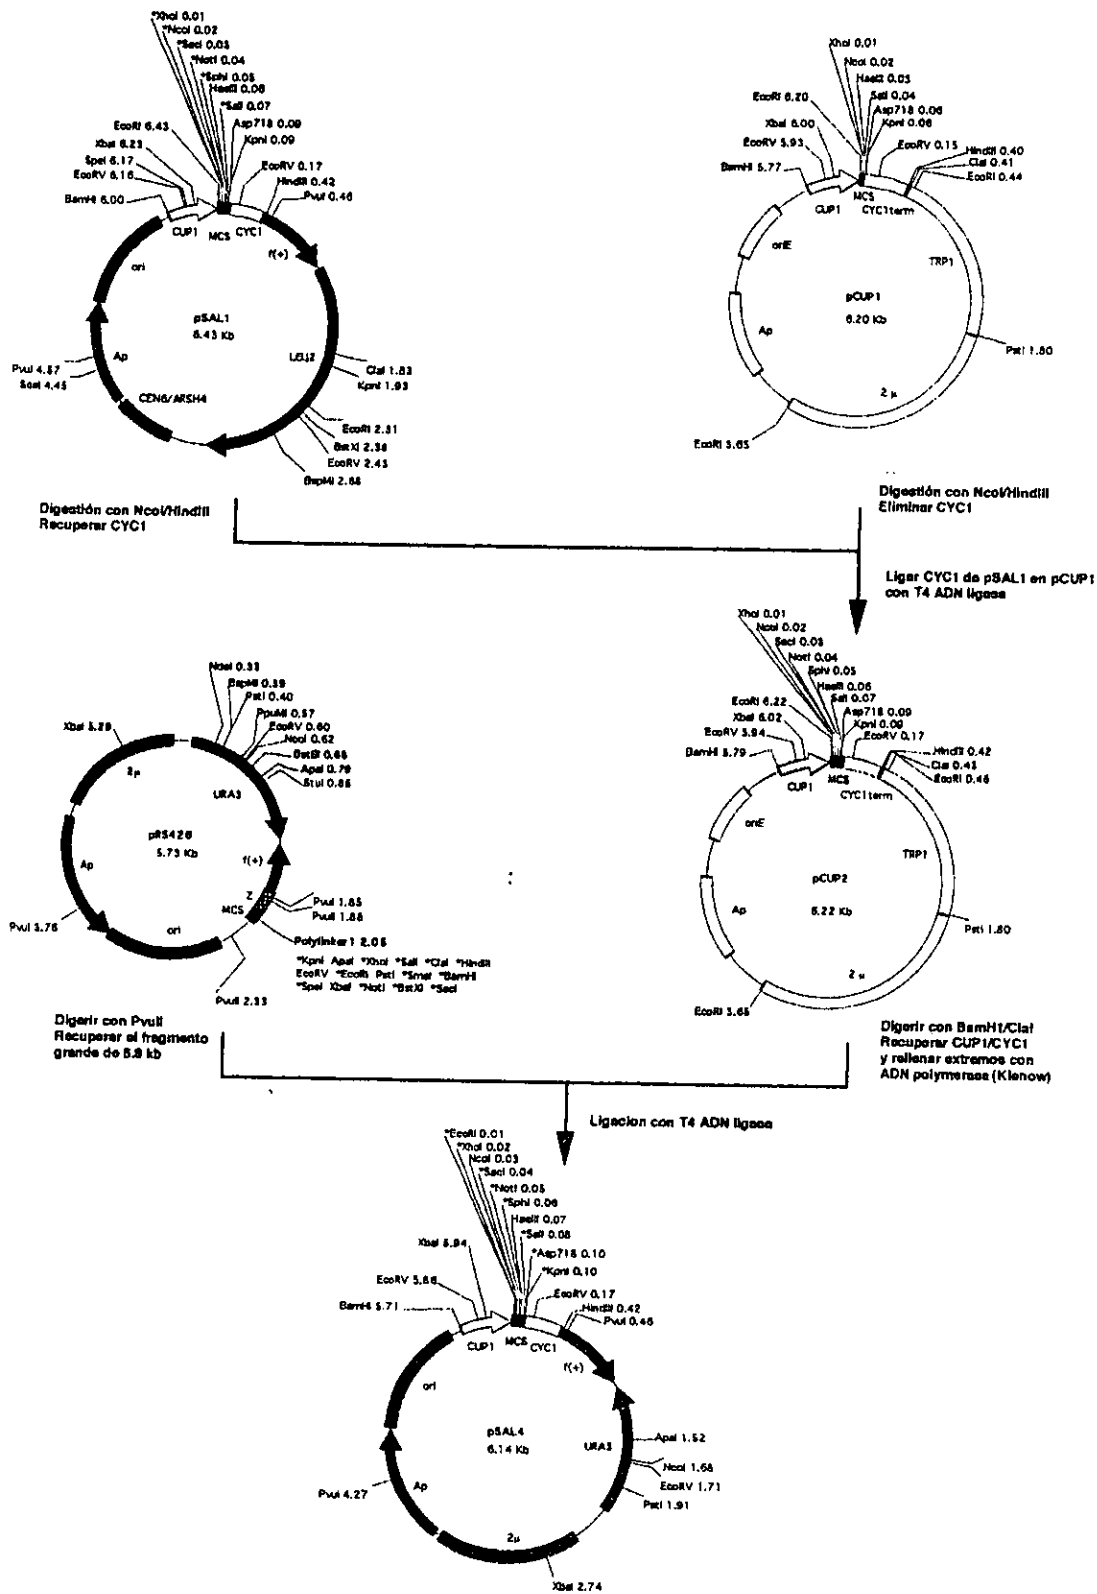 *XhoI 0.01
*NcoI 0.02
*SacI 0.03
*NotI 0.04
*SphI 0.05
HaeIII 0.06
*SalI 0.07
Asp718 0.09
KpnI 0.09
EcoRI 6.43
XbaI 6.23
SpeI 6.17
EcoRV 6.16
BamHI 6.00
EcoRV 0.17
HindIII 0.42
PvuI 0.46
CUP1
MCS
CYC1
f(+)
ori
pSAL1
6.43 Kb
Ap
PvuI 4.57
ScaI 4.45
CEN6/ARSH4
ClaI 1.83
KpnI 1.93
EcoRI 2.31
BstXI 2.38
EcoRV 2.43
BspMI 2.68
XhoI 0.01
NcoI 0.02
HaeIII 0.03
SalI 0.04
Asp718 0.06
KpnI 0.06
EcoRI 6.20
XbaI 6.00
EcoRV 5.93
BamHI 5.77
EcoRV 0.15
HindIII 0.40
ClaI 0.41
EcoRI 0.44
CUP1
MCS
CYC1term
oriE
TRP1
pCUP1
6.20 Kb
Ap
PstI 1.80
2 µ
EcoRI 3.65
Digestión con NcoI/HindIII
Recuperar CYC1
Digestión con NcoI/HindIII
Eliminar CYC1
Ligar CYC1 de pSAL1 en pCUP1
con T4 ADN ligasa
NdeI 0.33
BspMI 0.39
PstI 0.40
PpuMI 0.57
EcoRV 0.60
NcoI 0.62
BstBI 0.68
ApaI 0.79
StuI 0.85
XbaI 5.29
2µ
URA3
pRS426
5.73 Kb
f(+)
Ap
Z
MCS
PvuI 1.85
PvuII 1.88
PvuI 3.76
ori
Polylinker1 2.05
*KpnI ApaI *XhoI *SalI *ClaI *HindIII
EcoRV *EcoRI PstI *SmaI *BamHI
*SpeI XbaI *NotI *BstXI *SacI
PvuII 2.33
XhoI 0.01
NcoI 0.02
SacI 0.03
NotI 0.04
SphI 0.05
HaeIII 0.06
SalI 0.07
Asp718 0.09
KpnI 0.09
EcoRI 6.22
XbaI 6.02
EcoRV 5.94
BamHI 5.79
EcoRV 0.17
HindIII 0.42
ClaI 0.43
EcoRI 0.46
CUP1
MCS
CYC1term
oriE
TRP1
pCUP2
6.22 Kb
Ap
PstI 1.80
2 µ
EcoRI 3.65
Digerir con PvuII
Recuperar el fragmento
grande de 5.3 kb
Digerir con BamH1/ClaI
Recuperar CUP1/CYC1
y rellenar extremos con
ADN polymerasa (Klenow)
Ligacion con T4 ADN ligasa
*EcoRI 0.01
*XhoI 0.02
NcoI 0.03
*SacI 0.04
*NotI 0.05
*SphI 0.06
HaeIII 0.07
*SalI 0.08
*Asp718 0.10
*KpnI 0.10
XbaI 5.94
EcoRV 5.86
BamHI 5.71
EcoRV 0.17
HindIII 0.42
PvuI 0.46
CUP1
MCS
CYC1
f(+)
ori
pSAL4
6.14 Kb
URA3
ApaI 1.52
NcoI 1.68
EcoRV 1.71
PstI 1.91
PvuI 4.27
Ap
2µ
XbaI 2.74